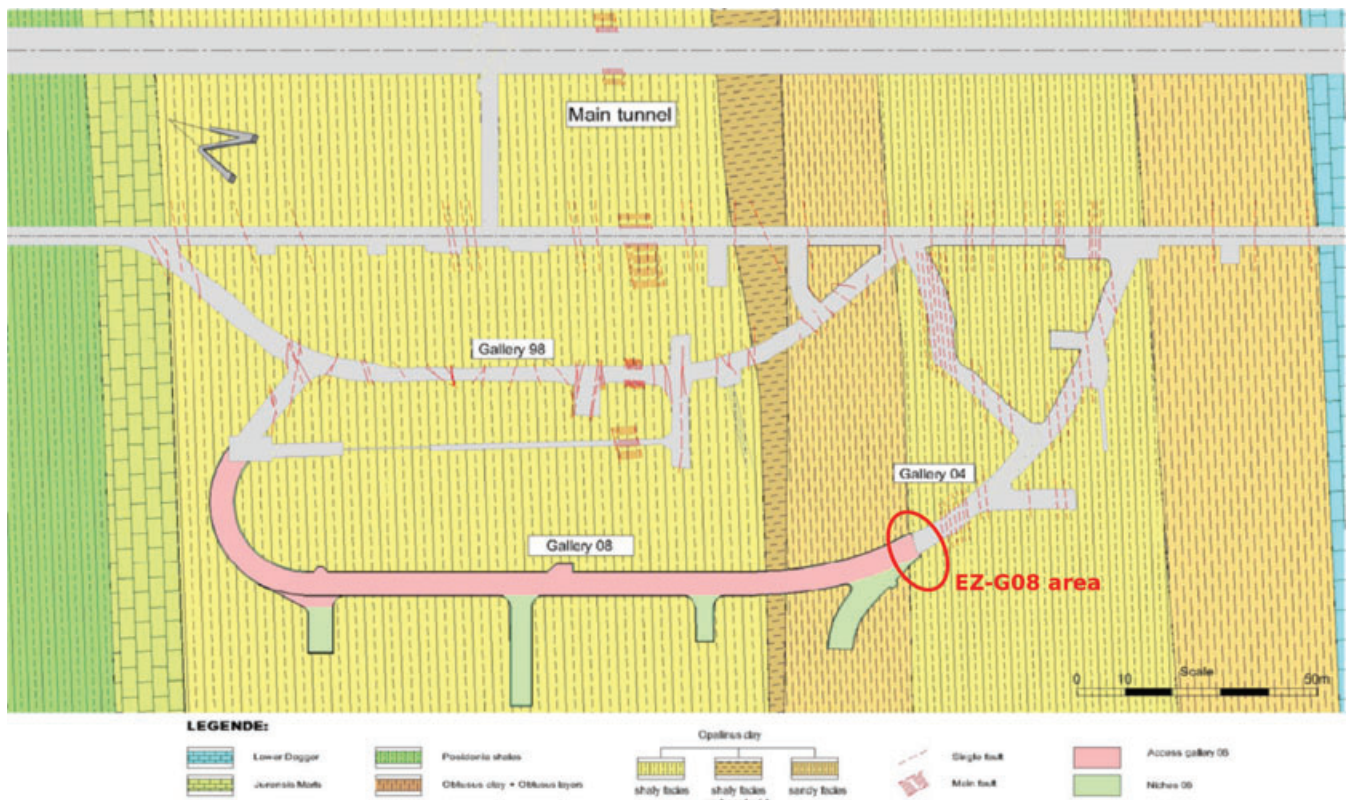 Main tunnel
Gallery 98
Gallery 04
Gallery 08
EZ-G08 area
Scale
0 10 50m
LEGENDE:
Opalinus clay
Lower Dogger
Posidonia shales
Single fault
Access gallery 08
Jurensis Marls
Obtusus clay + Obtusus layers
shaly facies
shaly facies
sandy facies
Main fault
Niches 08